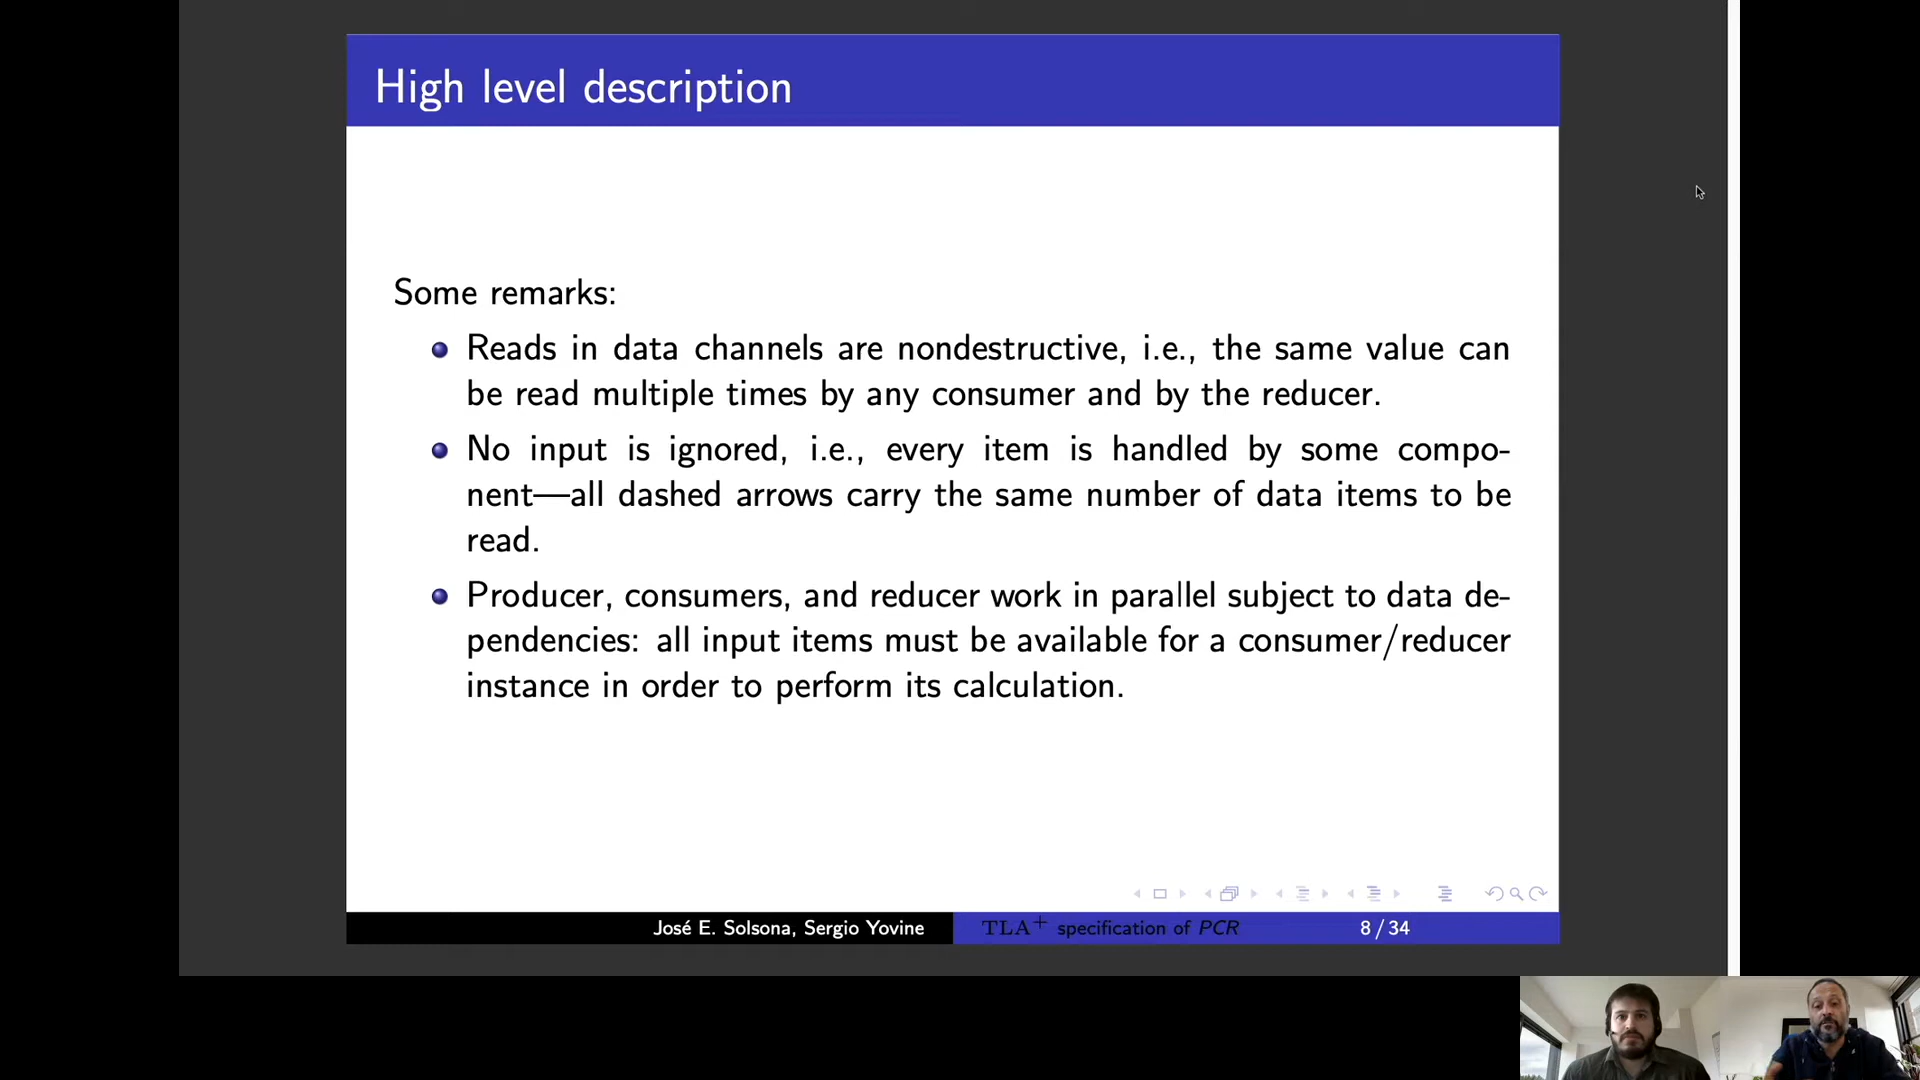 High level description
Some remarks:
Reads in data channels are nondestructive, i.e., the same value can
be read multiple times by any consumer and by the reducer.
No input is ignored, i.e., every item is handled by some compo-
nent—all dashed arrows carry the same number of data items to be
read.
Producer, consumers, and reducer work in parallel subject to data de-
pendencies: all input items must be available for a consumer/reducer
instance in order to perform its calculation.
José E. Solsona, Sergio Yovine
TLA+ specification of PCR
8 / 34